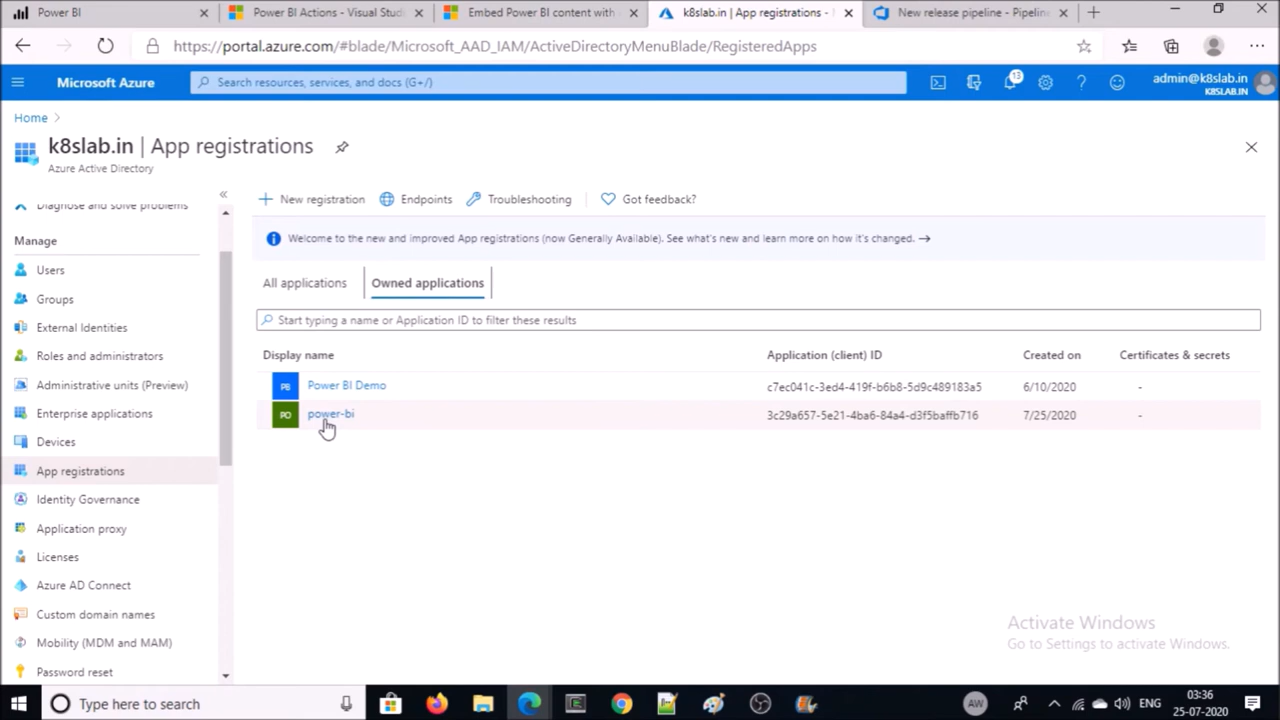 Power BI
Power BI Actions - Visual Stud
Embed Power BI content with
k8slab.in | App registrations -
New release pipeline - Pipeline
https://portal.azure.com/#blade/Microsoft_AAD_IAM/ActiveDirectoryMenuBlade/RegisteredApps
Microsoft Azure
Search resources, services, and docs (G+/)
13
admin@k8slab.in
K8SLAB.IN
Home
k8slab.in | App registrations
Azure Active Directory
Diagnose and solve problems
Manage
Users
Groups
External Identities
Roles and administrators
Administrative units (Preview)
Enterprise applications
Devices
App registrations
Identity Governance
Application proxy
Licenses
Azure AD Connect
Custom domain names
Mobility (MDM and MAM)
Password reset
New registration
Endpoints
Troubleshooting
Got feedback?
Welcome to the new and improved App registrations (now Generally Available). See what's new and learn more on how it's changed. →
All applications
Owned applications
Start typing a name or Application ID to filter these results
Display name Application (client) ID Created on Certificates & secrets
PB Power BI Demo c7ec041c-3ed4-419f-b6b8-5d9c489183a5 6/10/2020 -
PO power-bi 3c29a657-5e21-4ba6-84a4-d3f5baffb716 7/25/2020 -
Activate Windows
Go to Settings to activate Windows.
Type here to search
AW
ENG
03:36
25-07-2020